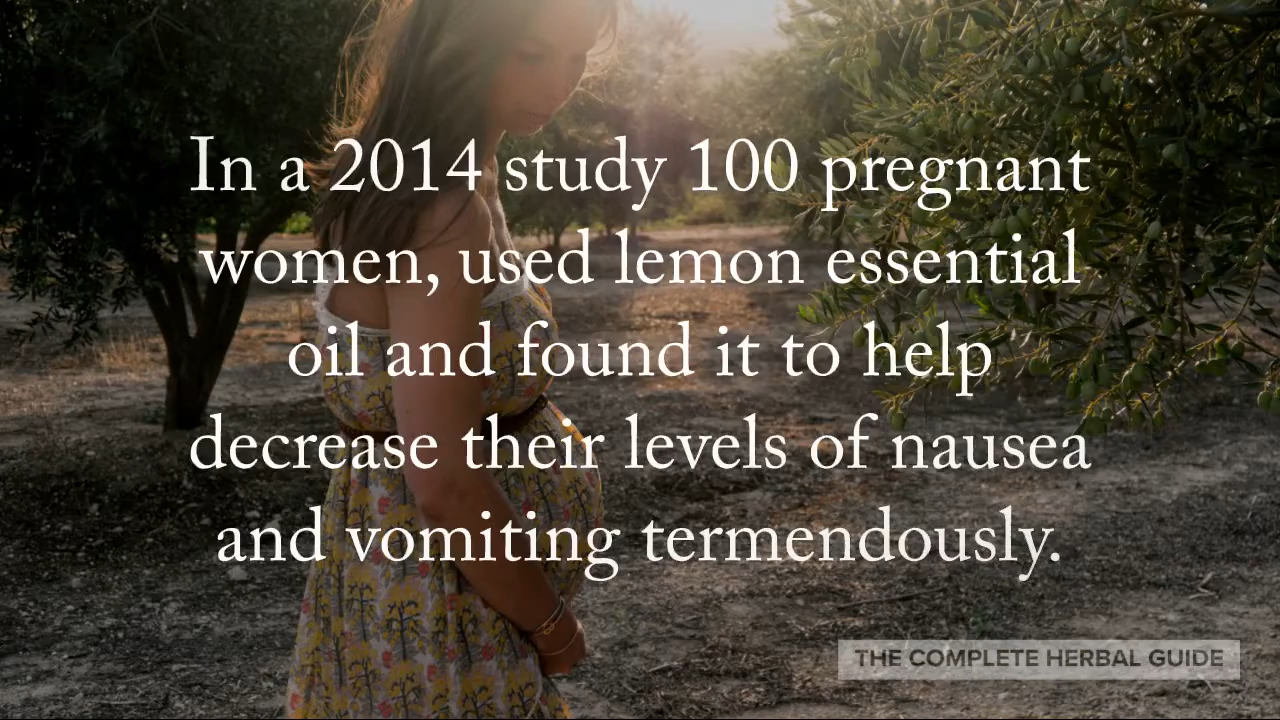 In a 2014 study 100 pregnant
women, used lemon essential
oil and found it to help
decrease their levels of nausea
and vomiting termendously.
THE COMPLETE HERBAL GUIDE